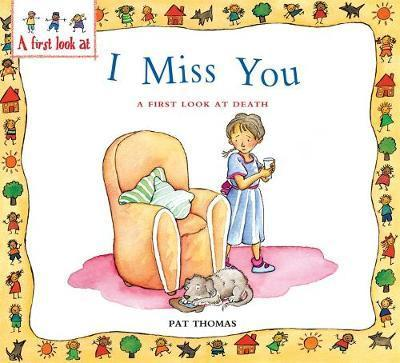 A first look at
I Miss You
A FIRST LOOK AT DEATH
PAT THOMAS